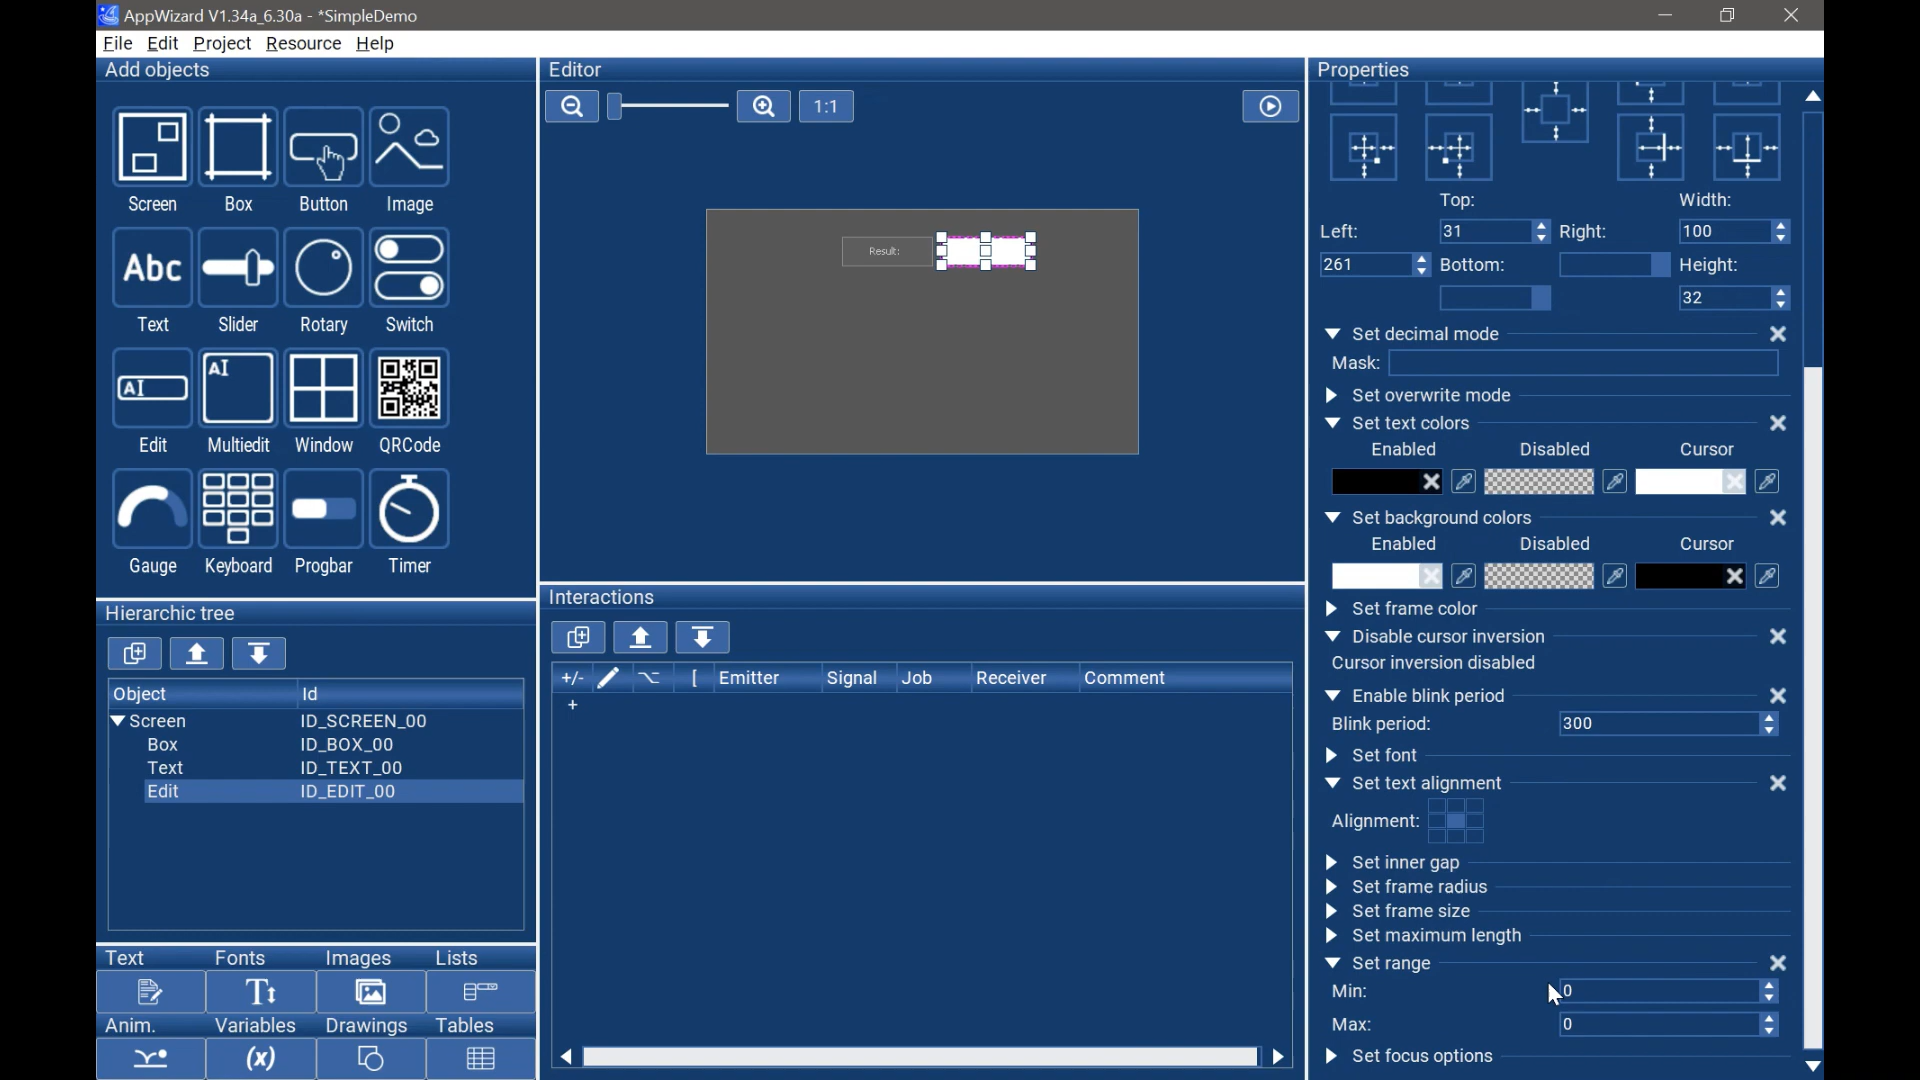 AppWizard V1.34a_6.30a - *SimpleDemo
File Edit Project Resource Help
Add objects
Screen Box Button Image
Abc
Text Slider Rotary Switch
AI AI
Edit Multiedit Window QRCode
Gauge Keyboard Progbar Timer
Hierarchic tree
Object Id
Screen ID_SCREEN_00
Box ID_BOX_00
Text ID_TEXT_00
Edit ID_EDIT_00
Text Fonts Images Lists
T
Anim. Variables Drawings Tables
(x)
Editor
1:1
Result:
Interactions
+/- [ Emitter Signal Job Receiver Comment
+
Properties
Top: Width:
Left: 31 Right: 100
261 Bottom: Height:
32
Set decimal mode
Mask:
Set overwrite mode
Set text colors
Enabled Disabled Cursor
Set background colors
Enabled Disabled Cursor
Set frame color
Disable cursor inversion
Cursor inversion disabled
Enable blink period
Blink period: 300
Set font
Set text alignment
Alignment:
Set inner gap
Set frame radius
Set frame size
Set maximum length
Set range
Min: 0
Max: 0
Set focus options